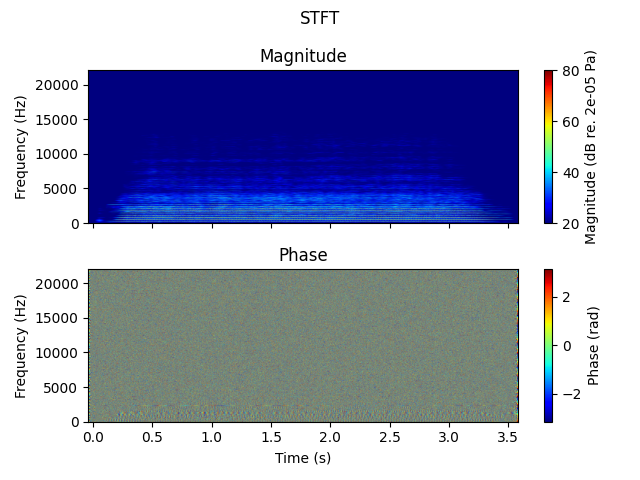 STFT
Magnitude
20000
15000
10000
5000
0
Frequency (Hz)
80
60
40
20
Magnitude (dB re. 2e-05 Pa)
Phase
20000
15000
10000
5000
0
Frequency (Hz)
0.0 0.5 1.0 1.5 2.0 2.5 3.0 3.5
Time (s)
2
0
−2
Phase (rad)